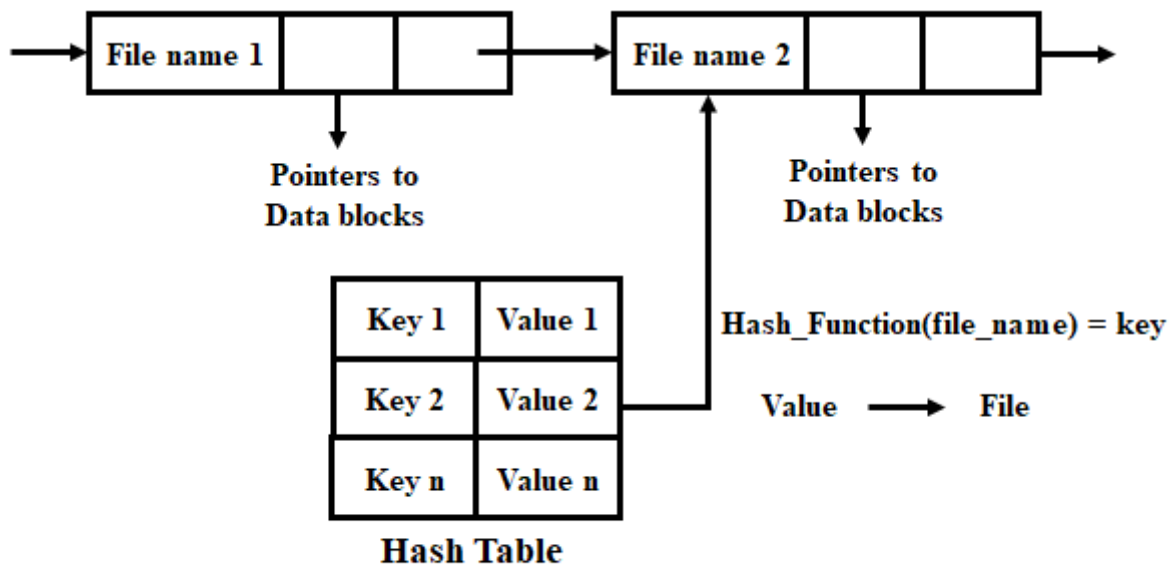 File name 1
File name 2
Pointers to
Data blocks
Pointers to
Data blocks
Key 1 Value 1
Key 2 Value 2
Key n Value n
Hash Table
Hash_Function(file_name) = key
Value File